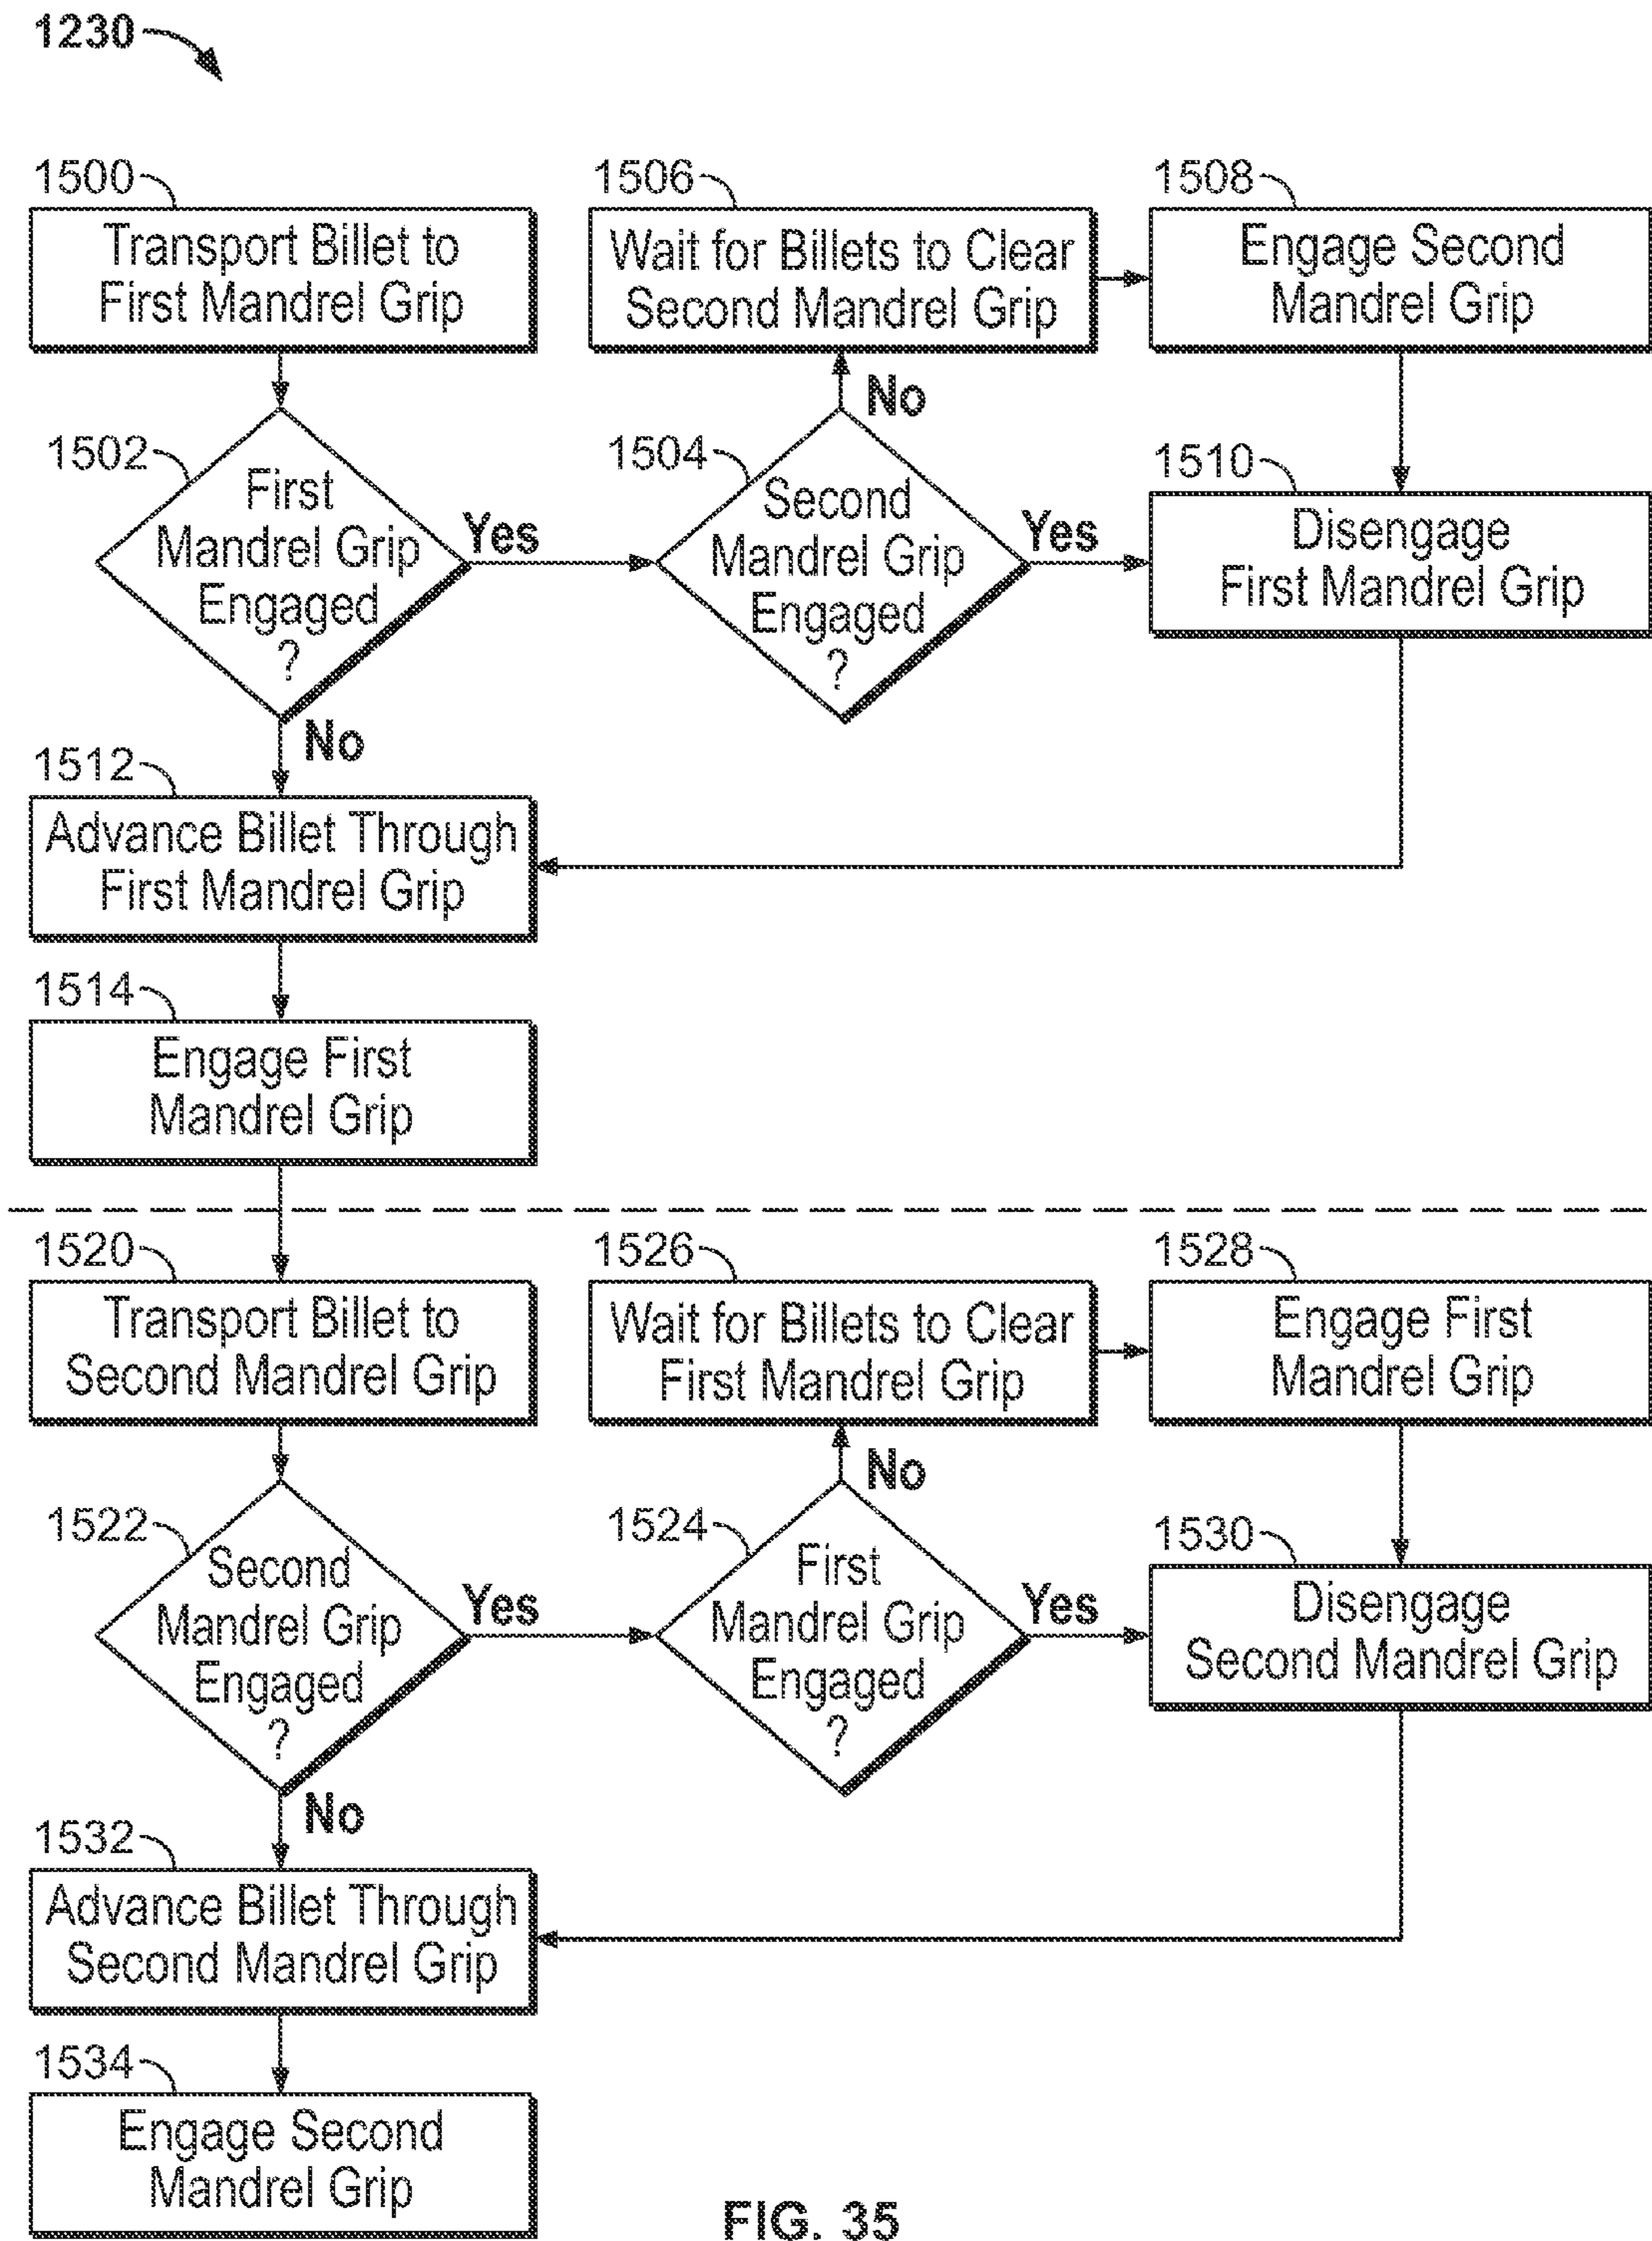 1230
1500
Transport Billet to
First Mandrel Grip
1506
Wait for Billets to Clear
Second Mandrel Grip
1508
Engage Second
Mandrel Grip
1502
First
Mandrel Grip
Engaged
?
Yes
No
1504
Second
Mandrel Grip
Engaged
?
No
Yes
1510
Disengage
First Mandrel Grip
1512
Advance Billet Through
First Mandrel Grip
1514
Engage First
Mandrel Grip
1520
Transport Billet to
Second Mandrel Grip
1526
Wait for Billets to Clear
First Mandrel Grip
1528
Engage First
Mandrel Grip
1522
Second
Mandrel Grip
Engaged
?
Yes
No
1524
First
Mandrel Grip
Engaged
?
No
Yes
1530
Disengage
Second Mandrel Grip
1532
Advance Billet Through
Second Mandrel Grip
1534
Engage Second
Mandrel Grip
FIG. 35